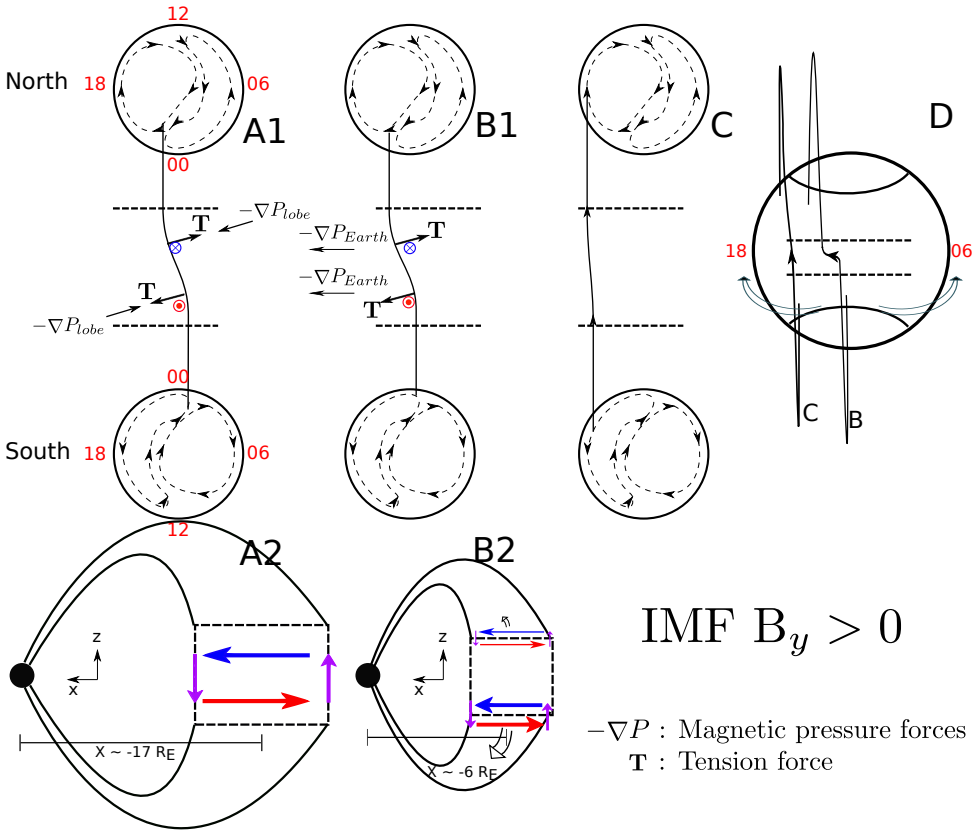 12
North
18
06
A1
B1
C
D
00
T
−∇P_lobe
−∇P_Earth
T
18
06
−∇P_Earth
T
T
−∇P_lobe
00
C
B
South
18
06
12
A2
B2
IMF B_y > 0
z
x
z
x
X ~ -17 R_E
X ~ -6 R_E
−∇P : Magnetic pressure forces
T : Tension force